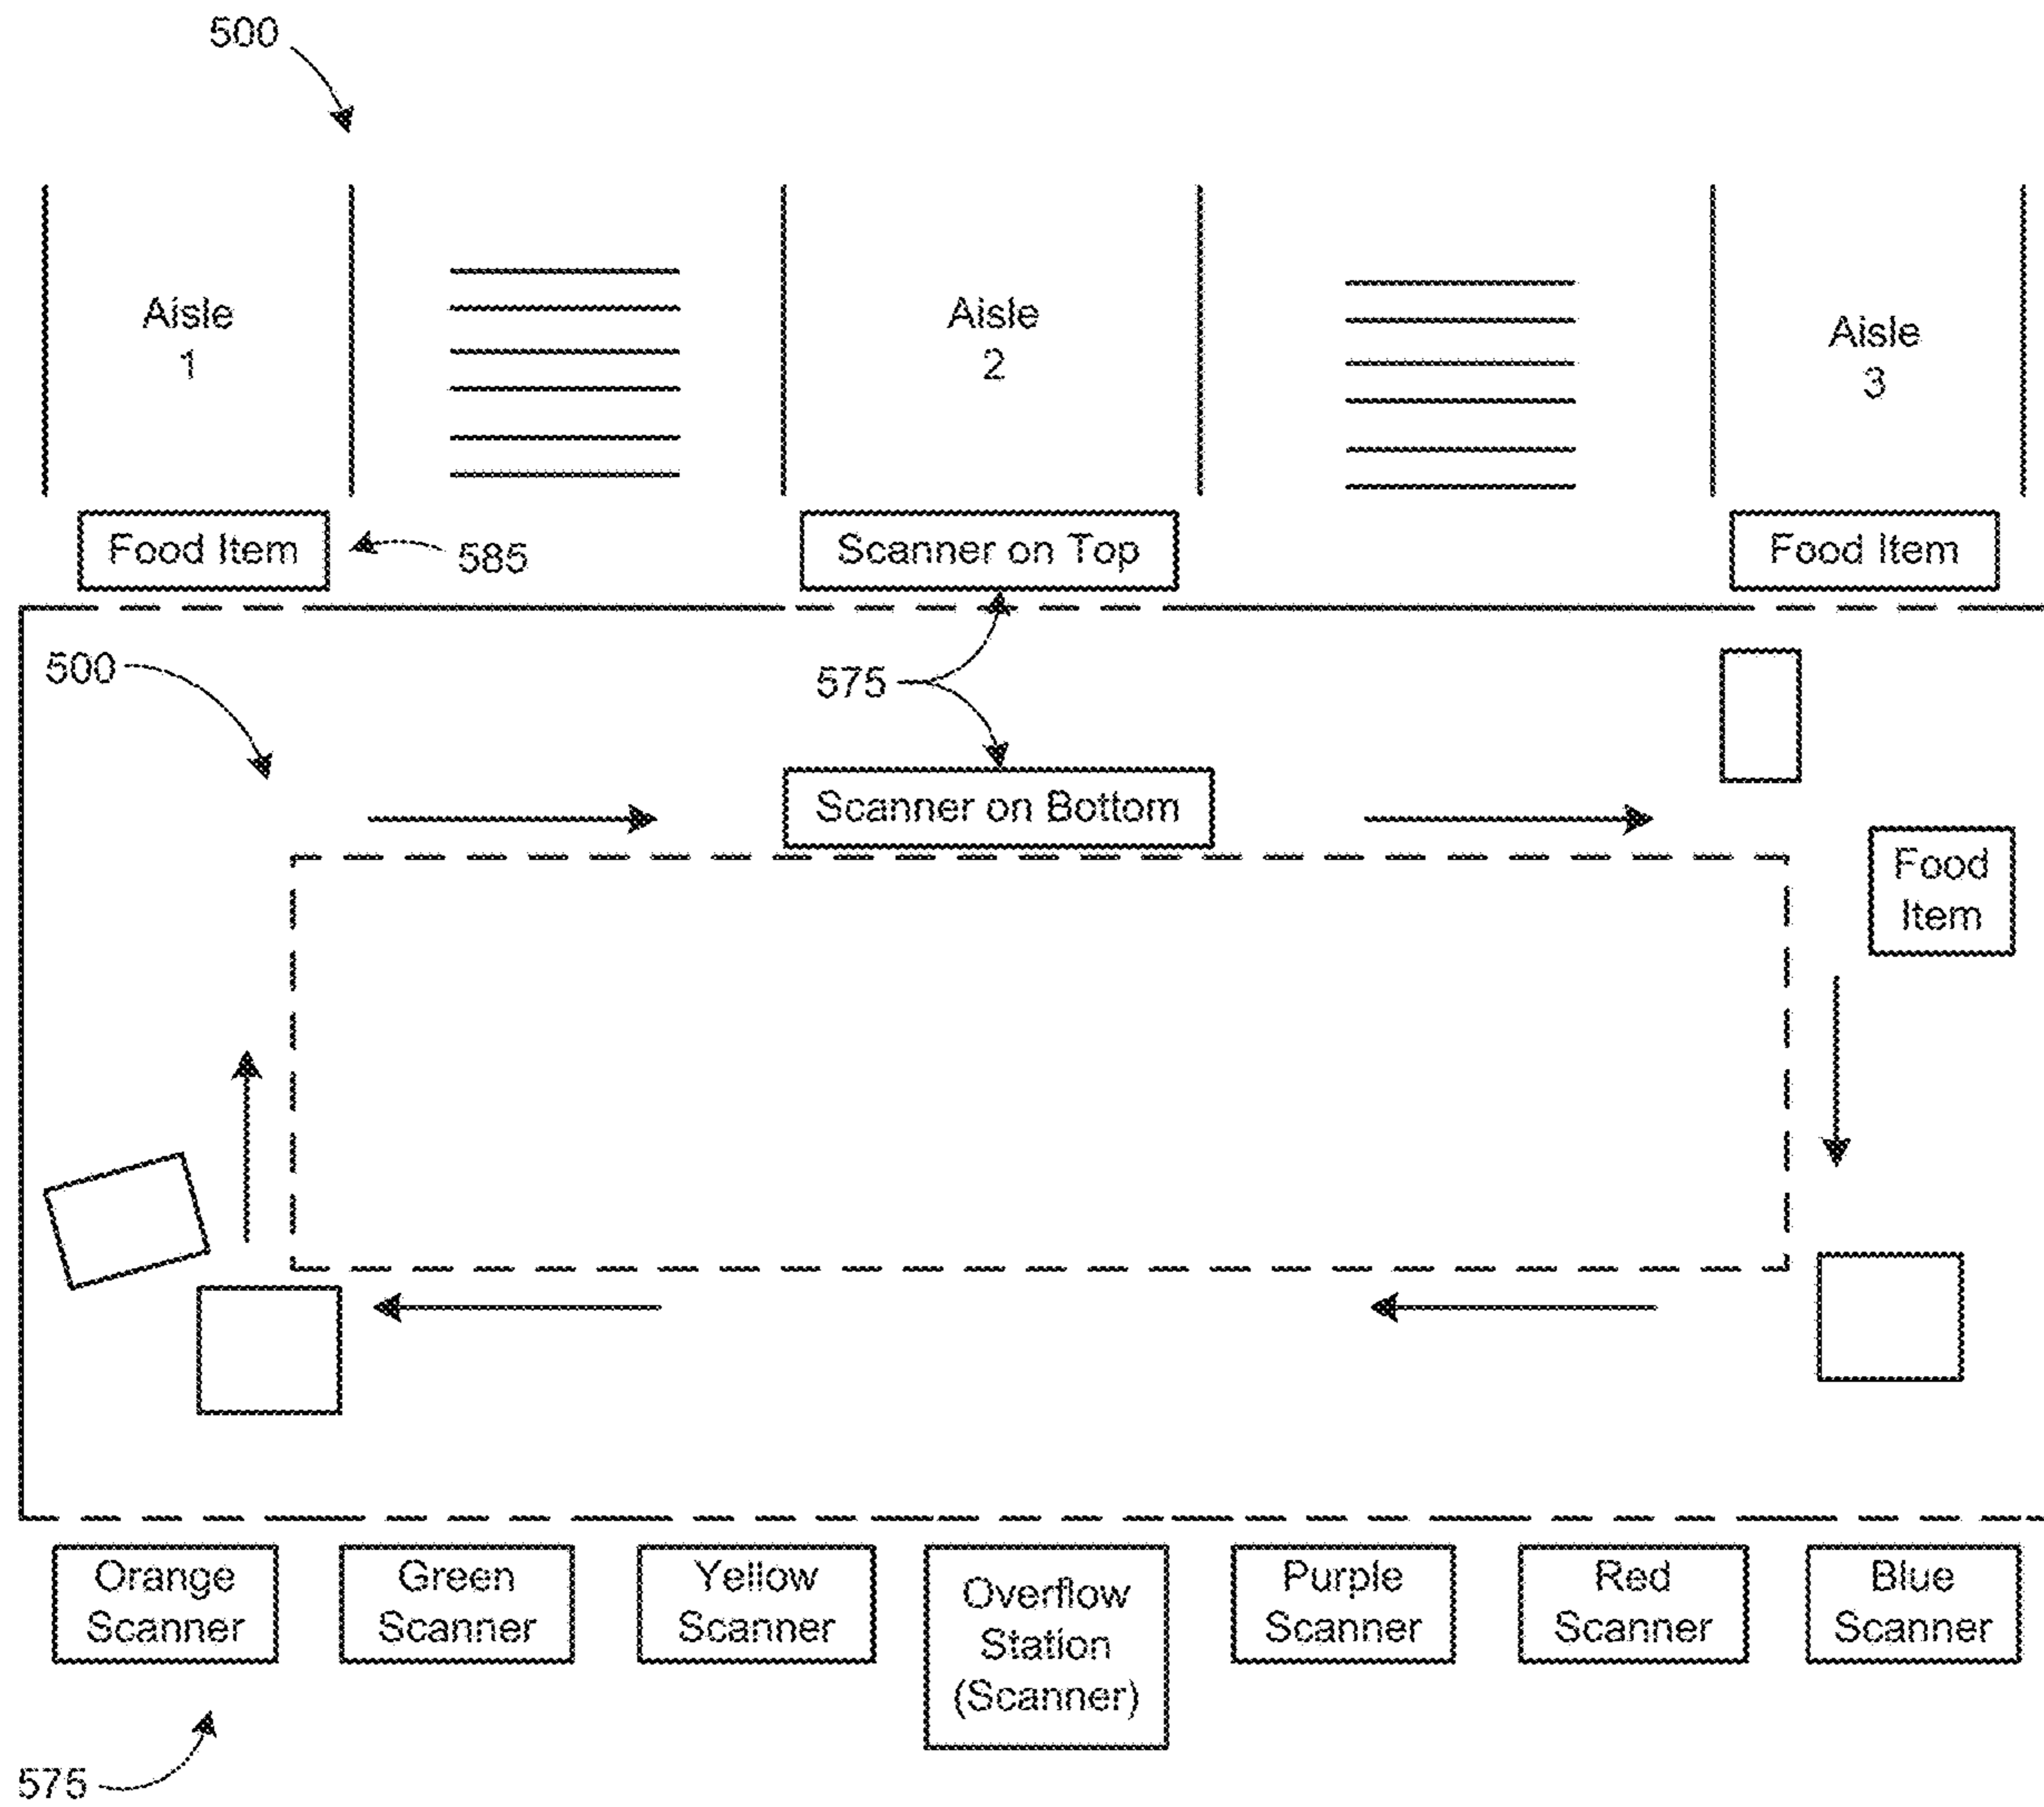 500
Aisle
1
Aisle
2
Aisle
3
Food Item
585
Scanner on Top
Food Item
500
575
Scanner on Bottom
Food
Item
Orange
Scanner
Green
Scanner
Yellow
Scanner
Overflow
Station
(Scanner)
Purple
Scanner
Red
Scanner
Blue
Scanner
575